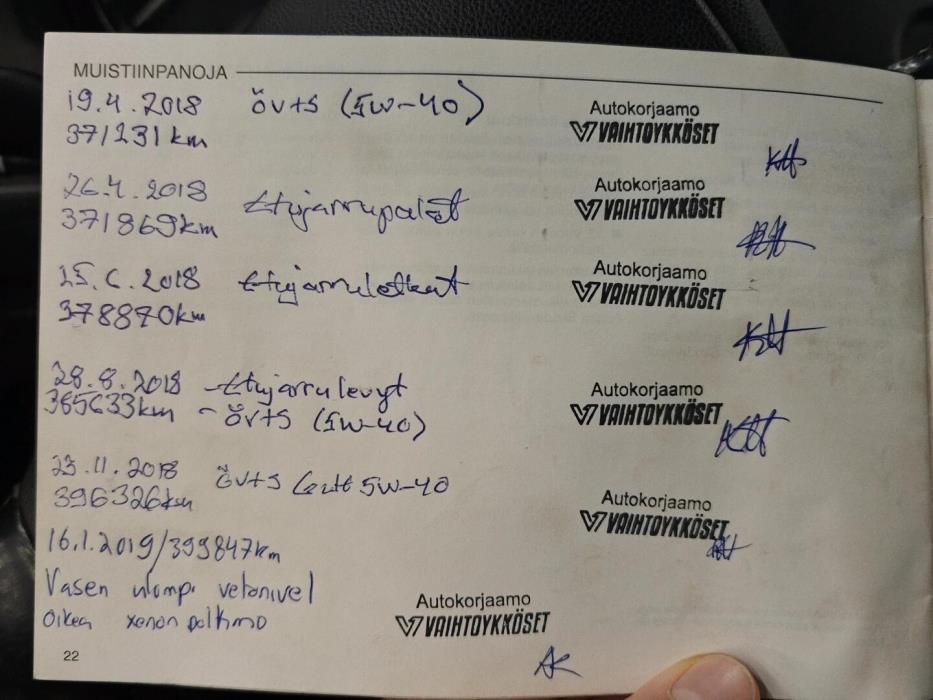 MUISTIINPANOJA
19.4.2018 övts (5W-40) Autokorjaamo
371231 km VAIHTOYKKÖSET
26.4.2018 Etujarrupalat Autokorjaamo
371869km VAIHTOYKKÖSET
25.6.2018 Etujarruletkut Autokorjaamo
378870km VAIHTOYKKÖSET
28.8.2018 - Etujarrulevyt Autokorjaamo
385633km - övts (5W-40) VAIHTOYKKÖSET
23.11.2018 övts 5W-40 Autokorjaamo
396326km VAIHTOYKKÖSET
16.1.2019/399847km
Vasen ulompi vetonivel Autokorjaamo
Oikea xenon polttimo VAIHTOYKKÖSET
AK
22